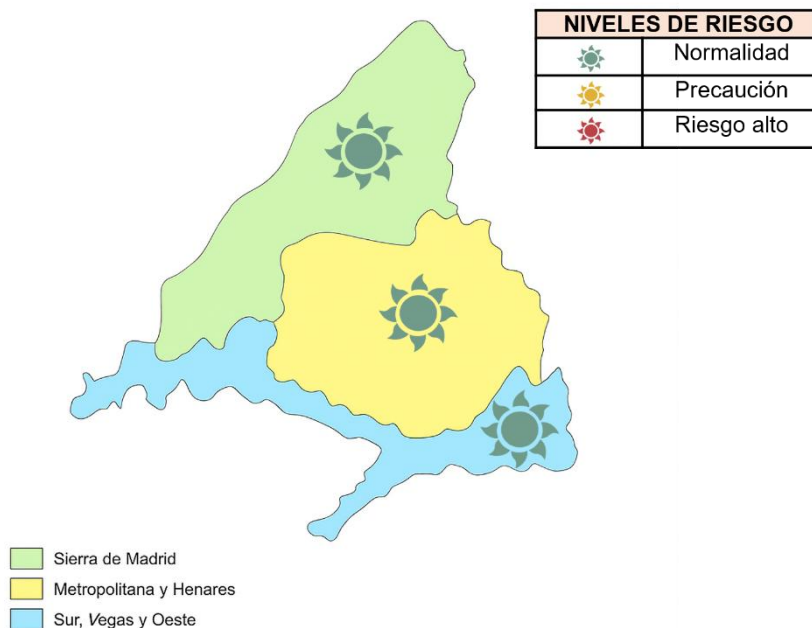 NIVELES DE RIESGO
Normalidad
Precaución
Riesgo alto
Sierra de Madrid
Metropolitana y Henares
Sur, Vegas y Oeste